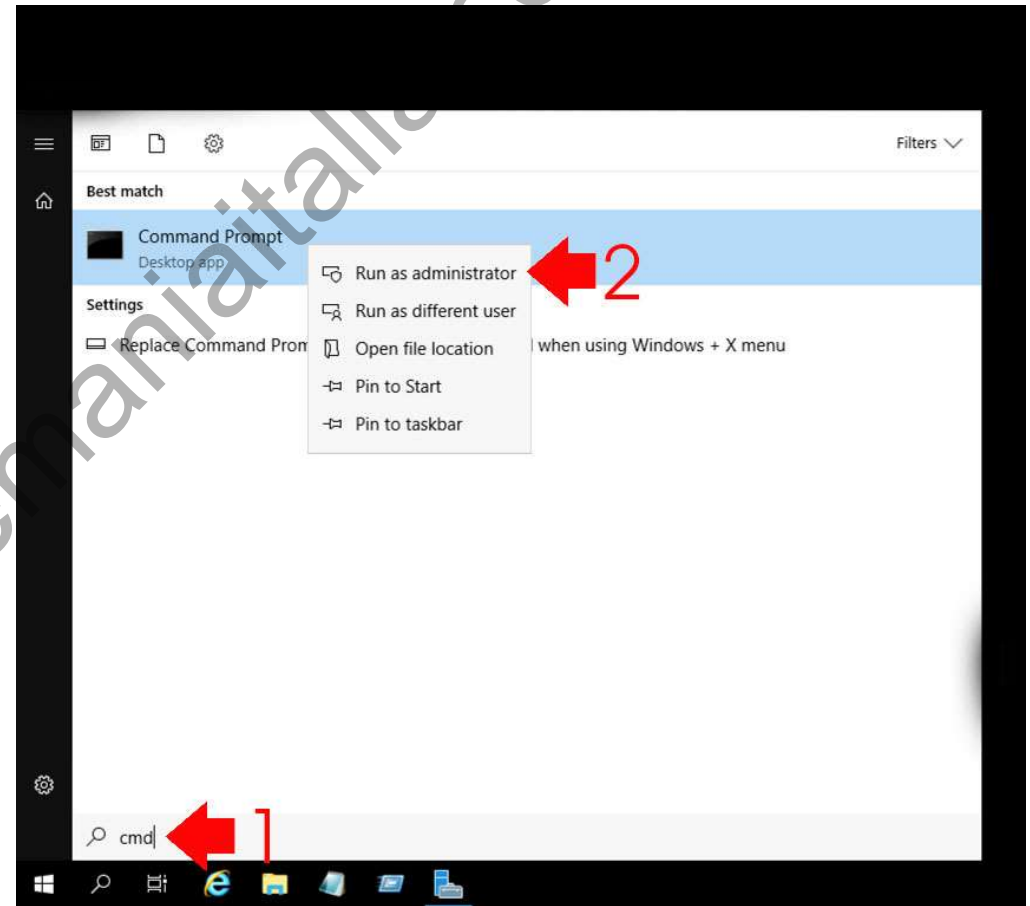 Filters
Best match
Command Prompt
Desktop app
Run as administrator
2
Settings
Run as different user
Replace Command Prom
Open file location
when using Windows + X menu
Pin to Start
Pin to taskbar
cmd
1